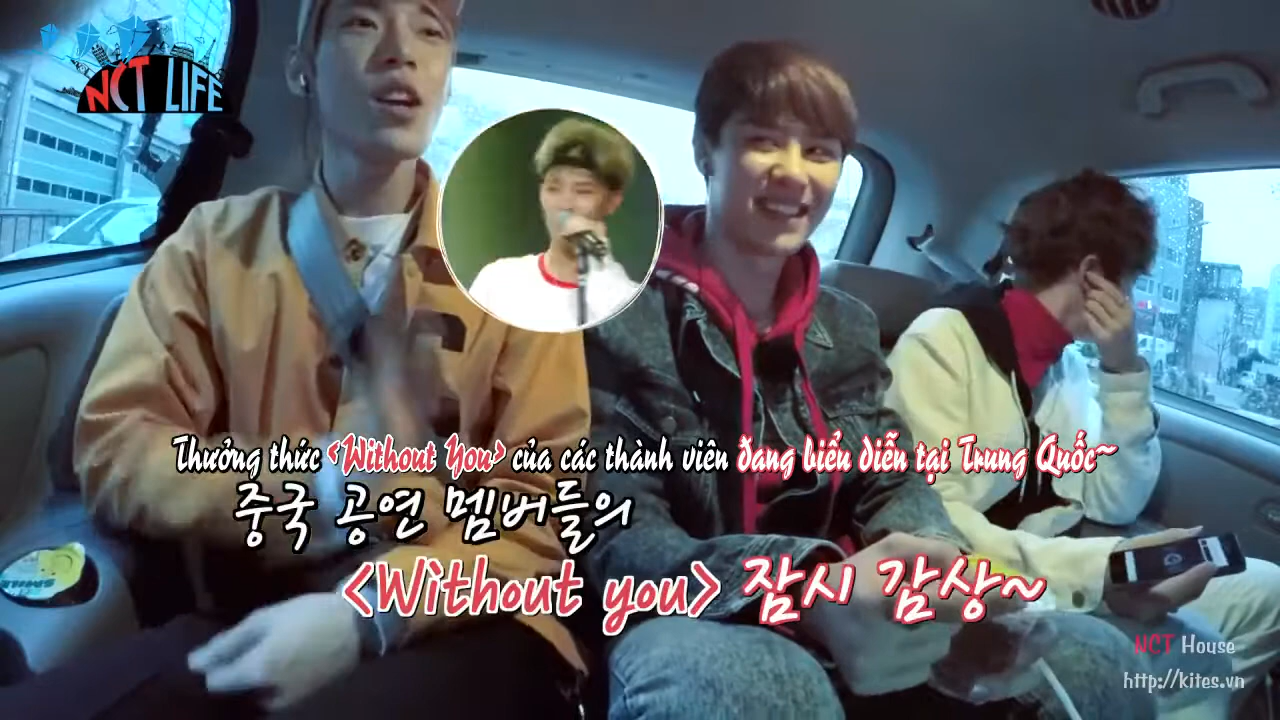 NCT LIFE
Thưởng thức <Without You> của các thành viên đang biểu diễn tại Trung Quốc~
중국 공연 멤버들의
<Without you> 잠시 감상~
NCT House
http://kites.vn